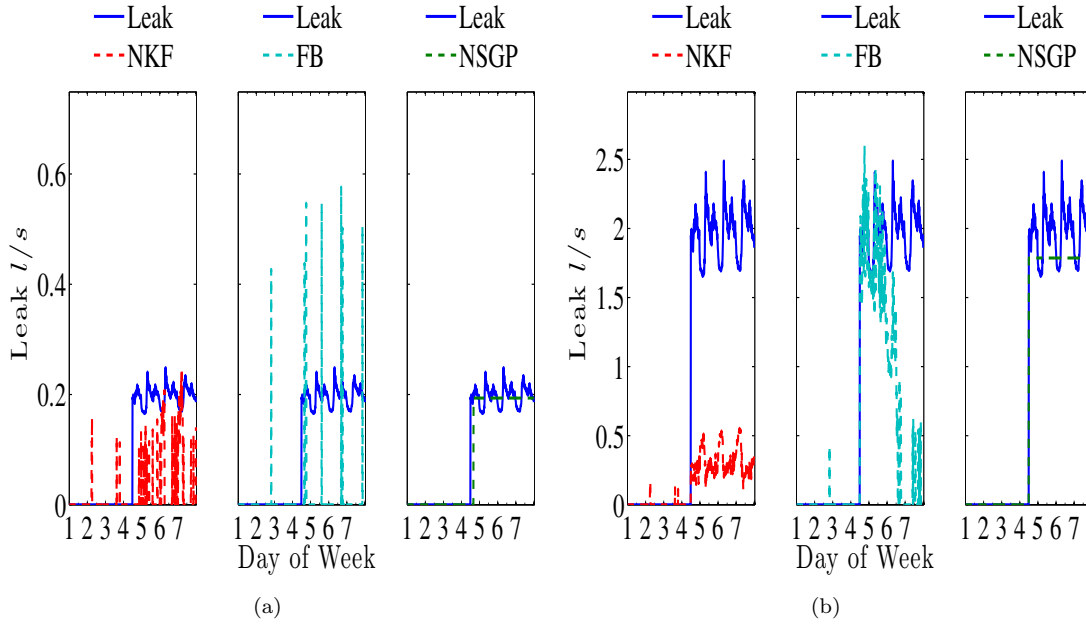 Leak Leak Leak Leak Leak Leak
NKF FB NSGP NKF FB NSGP
0.6
0.4
0.2
0
Leak l/s
1 2 3 4 5 6 7 1 2 3 4 5 6 7 1 2 3 4 5 6 7
Day of Week
(a)
2.5
2
1.5
1
0.5
0
Leak l/s
1 2 3 4 5 6 7 1 2 3 4 5 6 7 1 2 3 4 5 6 7
Day of Week
(b)